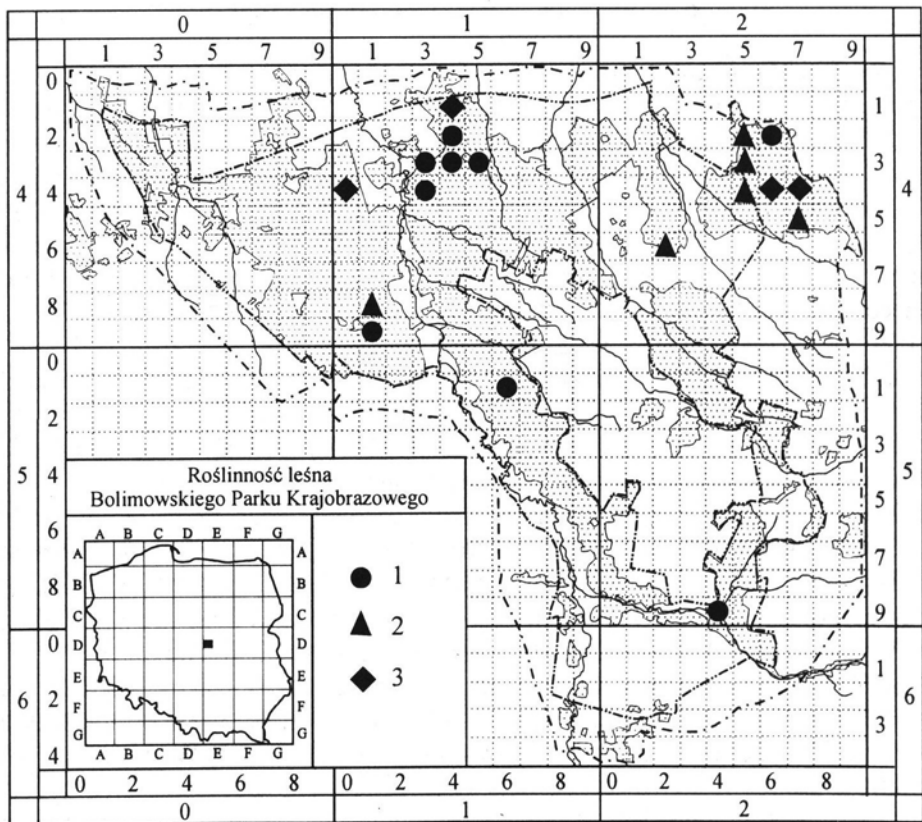 0 1 2
1 3 5 7 9 1 3 5 7 9 1 3 5 7 9
0 1
2 3
4 4 4
5
6 7
8 9
0 1
2 3
5 4 5
Roślinność leśna
Bolimowskiego Parku Krajobrazowego
6 5
A B C D E F G
A A
B B
C C
D D
E E
F F
G G
A B C D E F G
1
2
3
8 7
9
0 1
6 2 6
3
4
0 2 4 6 8 0 2 4 6 8 0 2 4 6 8
0 1 2